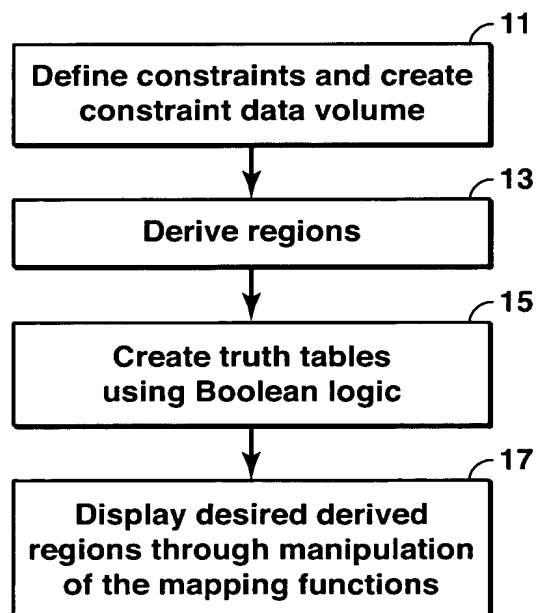 11
Define constraints and create
constraint data volume
13
Derive regions
15
Create truth tables
using Boolean logic
17
Display desired derived
regions through manipulation
of the mapping functions